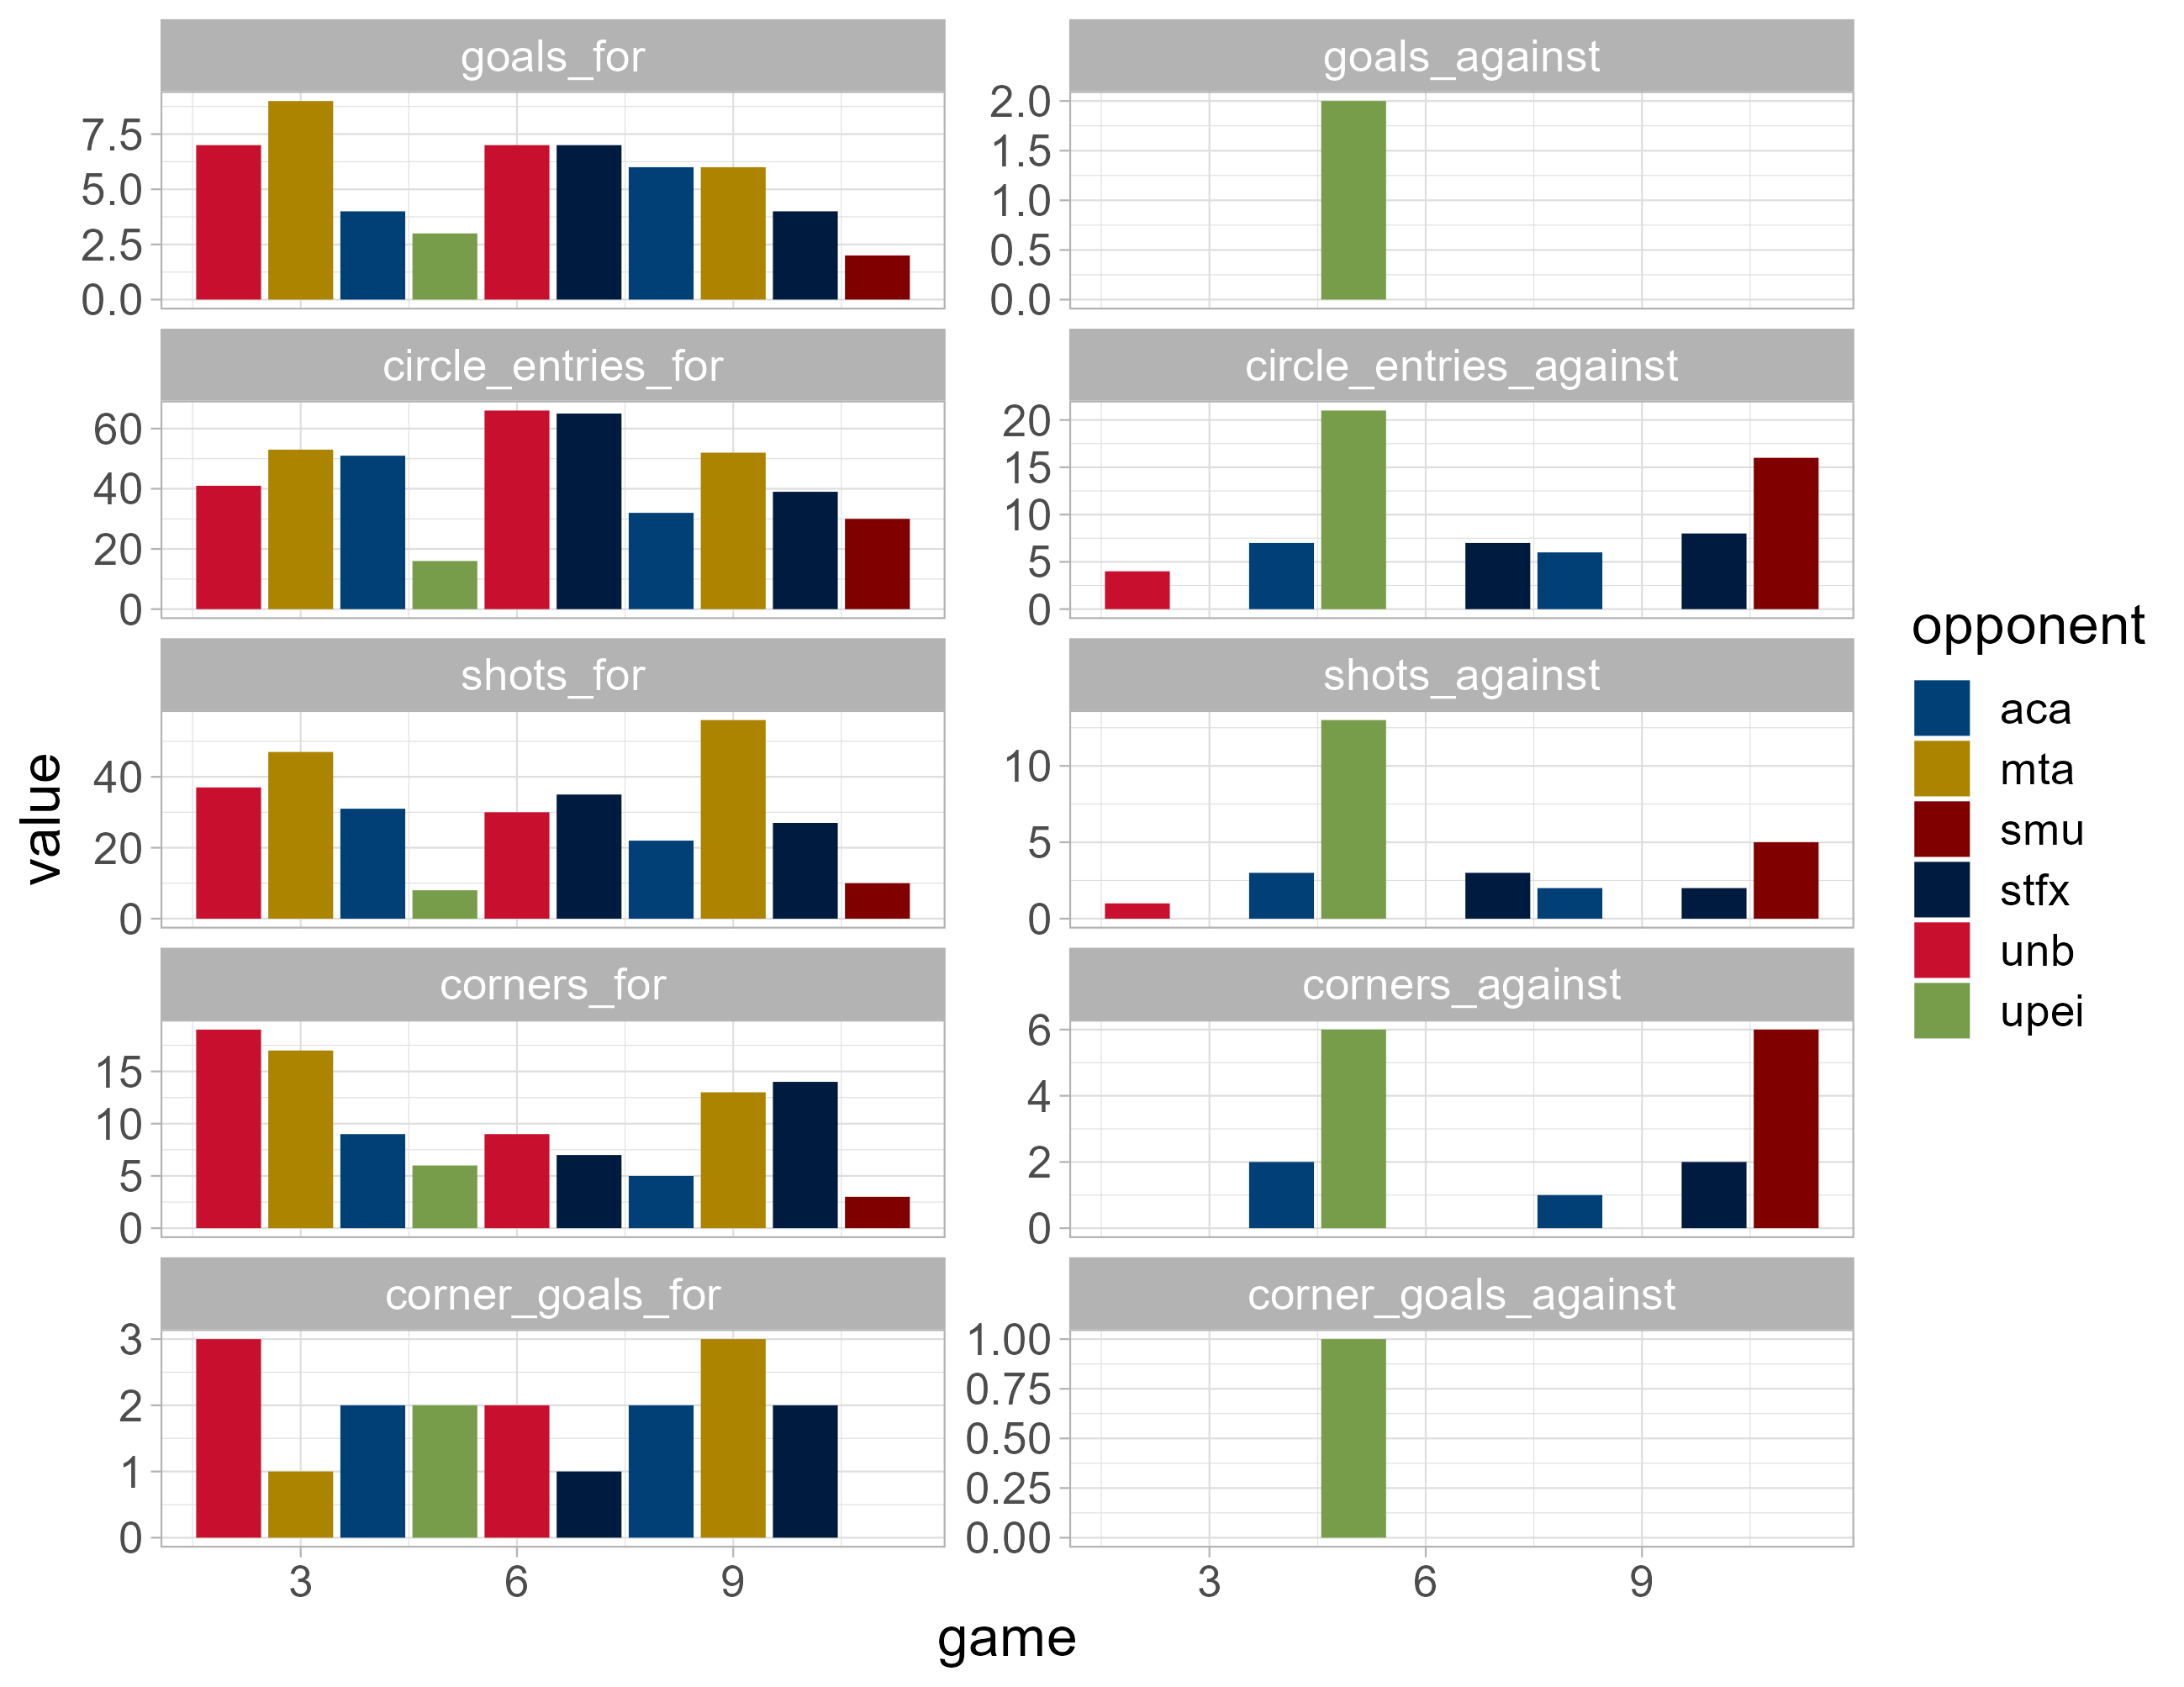 goals_for
goals_against
7.5
5.0
2.5
0.0
2.0
1.5
1.0
0.5
0.0
circle_entries_for
circle_entries_against
60
40
20
0
20
15
10
5
0
shots_for
shots_against
40
20
0
10
5
0
corners_for
corners_against
15
10
5
0
6
4
2
0
corner_goals_for
corner_goals_against
3
2
1
0
1.00
0.75
0.50
0.25
0.00
3 6 9
3 6 9
game
value
opponent
aca
mta
smu
stfx
unb
upei